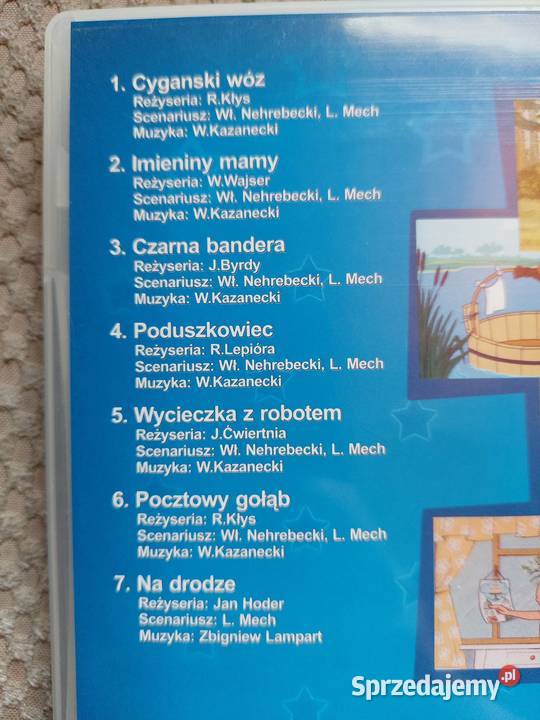 1. Cyganski wóz
Reżyseria: R.Kłys
Scenariusz: Wł. Nehrebecki, L. Mech
Muzyka: W.Kazanecki
2. Imieniny mamy
Reżyseria: W.Wajser
Scenariusz: Wł. Nehrebecki, L. Mech
Muzyka: W.Kazanecki
3. Czarna bandera
Reżyseria: J.Byrdy
Scenariusz: Wł. Nehrebecki, L. Mech
Muzyka: W.Kazanecki
4. Poduszkowiec
Reżyseria: R.Lepióra
Scenariusz: Wł. Nehrebecki, L. Mech
Muzyka: W.Kazanecki
5. Wycieczka z robotem
Reżyseria: J.Ćwiertnia
Scenariusz: Wł. Nehrebecki, L. Mech
Muzyka: W.Kazanecki
6. Pocztowy gołąb
Reżyseria: R.Kłys
Scenariusz: Wł. Nehrebecki, L. Mech
Muzyka: W.Kazanecki
7. Na drodze
Reżyseria: Jan Hoder
Scenariusz: L. Mech
Muzyka: Zbigniew Lampart
Sprzedajemy.pl